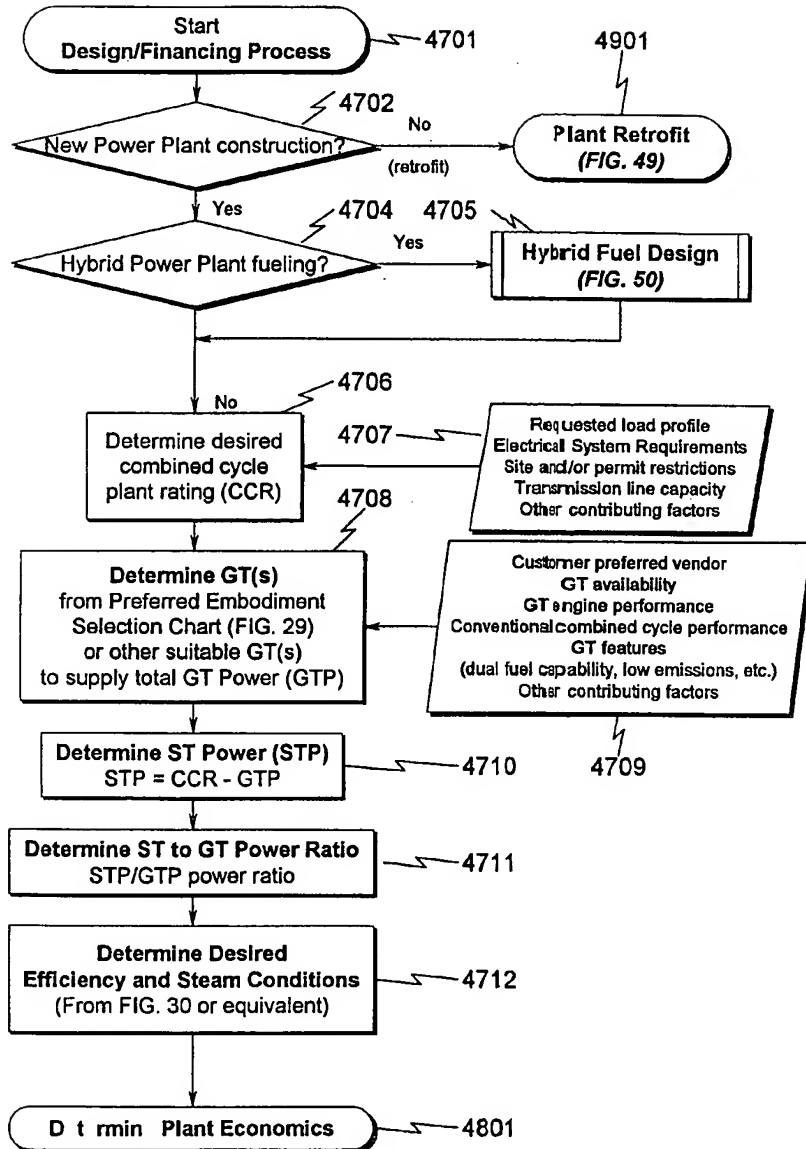 Start
Design/Financing Process
4701
4901
4702
New Power Plant construction?
No
(retrofit)
Plant Retrofit
(FIG. 49)
Yes
4704
4705
Hybrid Power Plant fueling?
Yes
Hybrid Fuel Design
(FIG. 50)
No
4706
Determine desired
combined cycle
plant rating (CCR)
4707
Requested load profile
Electrical System Requirements
Site and/or permit restrictions
Transmission line capacity
Other contributing factors
4708
Determine GT(s)
from Preferred Embodiment
Selection Chart (FIG. 29)
or other suitable GT(s)
to supply total GT Power (GTP)
Customer preferred vendor
GT availability
GT engine performance
Conventional combined cycle performance
GT features
(dual fuel capability, low emissions, etc.)
Other contributing factors
4709
Determine ST Power (STP)
STP = CCR - GTP
4710
Determine ST to GT Power Ratio
STP/GTP power ratio
4711
Determine Desired
Efficiency and Steam Conditions
(From FIG. 30 or equivalent)
4712
D t rmin Plant Economics
4801